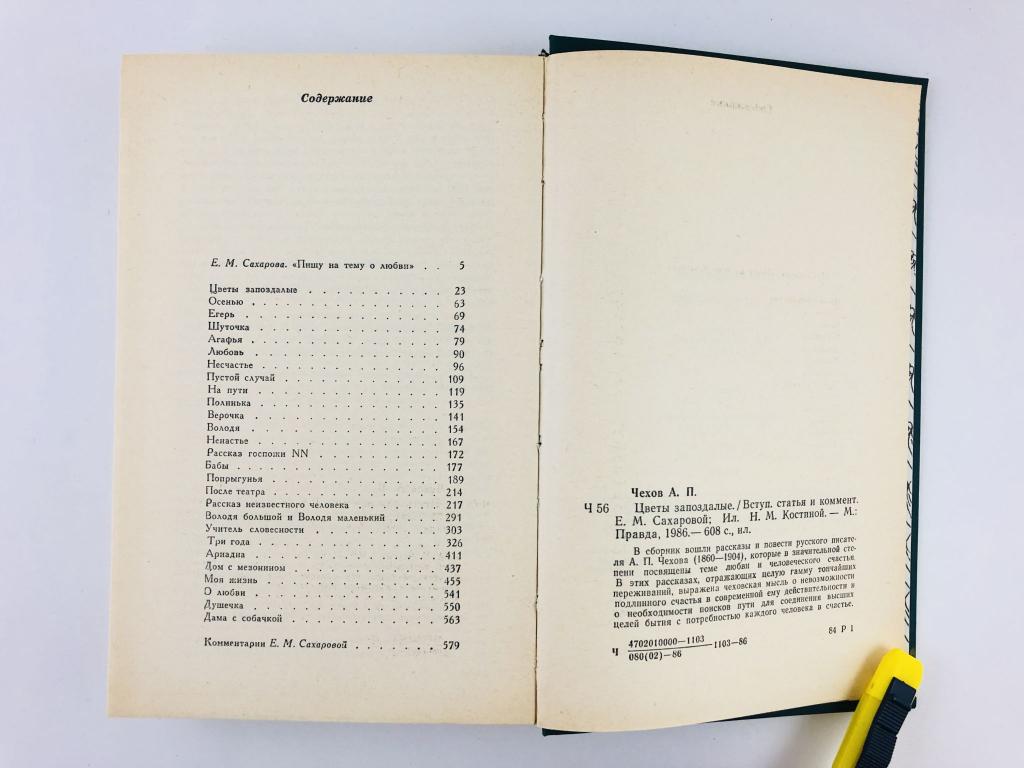 Содержание
Е. М. Сахарова. «Пишу на тему о любви» . . 5
Цветы запоздалые . . . . . . . . . . . 23
Осенью . . . . . . . . . . . . . . . 63
Егерь . . . . . . . . . . . . . . . 69
Шуточка . . . . . . . . . . . . . . 74
Агафья . . . . . . . . . . . . . . . 79
Любовь . . . . . . . . . . . . . . . 90
Несчастье . . . . . . . . . . . . . . 96
Пустой случай . . . . . . . . . . . . 109
На пути . . . . . . . . . . . . . . 119
Полинька . . . . . . . . . . . . . . 135
Верочка . . . . . . . . . . . . . . 141
Володя . . . . . . . . . . . . . . . 154
Ненастье . . . . . . . . . . . . . . 167
Рассказ госпожи NN . . . . . . . . . . 172
Бабы . . . . . . . . . . . . . . . . 177
Попрыгунья . . . . . . . . . . . . . 189
После театра . . . . . . . . . . . . . 214
Рассказ неизвестного человека . . . . . . . 217
Володя большой и Володя маленький . . . . . 291
Учитель словесности . . . . . . . . . . 303
Три года . . . . . . . . . . . . . . 326
Ариадна . . . . . . . . . . . . . . 411
Дом с мезонином . . . . . . . . . . . 437
Моя жизнь . . . . . . . . . . . . . 455
О любви . . . . . . . . . . . . . . 541
Душечка . . . . . . . . . . . . . . 550
Дама с собачкой . . . . . . . . . . . 563
Комментарии Е. М. Сахаровой . . . . . . . 579
Чехов А. П.
Ч 56 Цветы запоздалые./Вступ. статья и коммент.
Е. М. Сахаровой; Ил. Н. М. Костиной.— М.:
Правда, 1986.— 608 с., ил.
В сборник вошли рассказы и повести русского писате-
ля А. П. Чехова (1860—1904), которые в значительной сте-
пени посвящены теме любви и человеческого счастья.
В этих рассказах, отражающих целую гамму тончайших
переживаний, выражена чеховская мысль о невозможности
подлинного счастья в современной ему действительности и
о необходимости поисков пути для соединения высших
целей бытия с потребностью каждого человека в счастье.
Ч 4702010000—1103
080(02)—86 —1103—86
84 Р 1